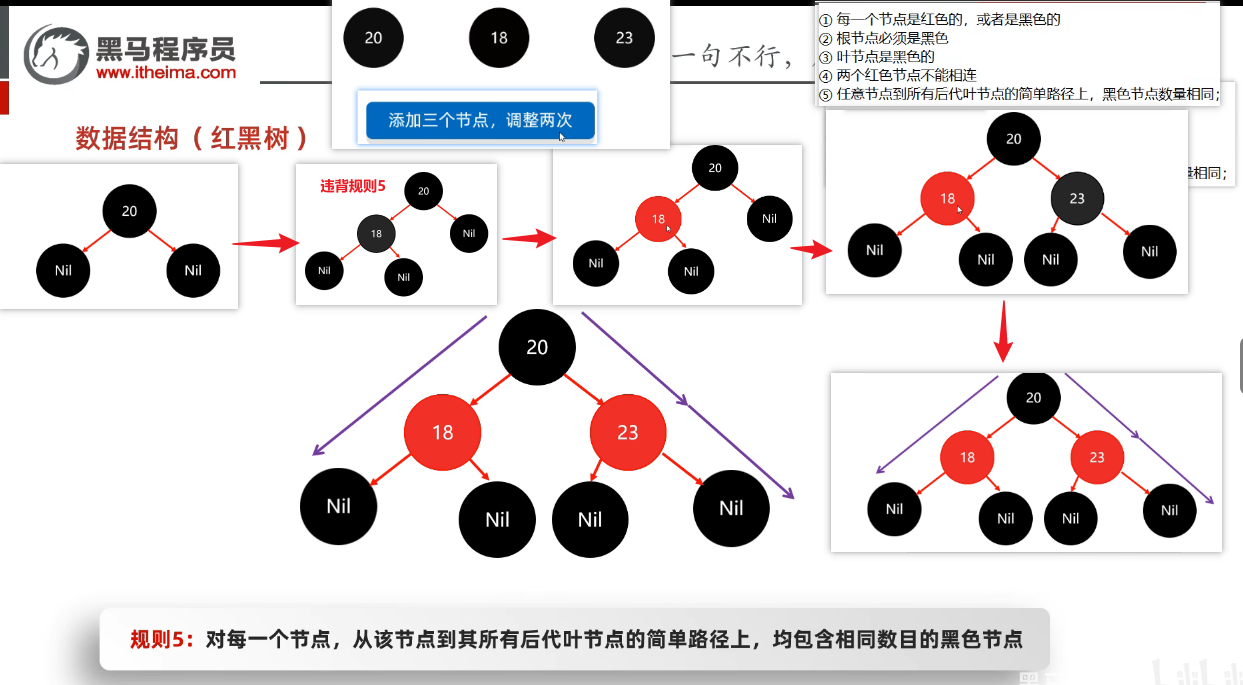 黑马程序员
www.itheima.com
20
18
23
添加三个节点，调整两次
一句不行，
① 每一个节点是红色的，或者是黑色的
② 根节点必须是黑色
③ 叶节点是黑色的
④ 两个红色节点不能相连
⑤ 任意节点到所有后代叶节点的简单路径上，黑色节点数量相同；
数据结构（红黑树）
相同；
20
Nil
Nil
违背规则5
20
18
Nil
Nil
Nil
20
18
Nil
Nil
Nil
20
18
23
Nil
Nil
Nil
Nil
20
18
23
Nil
Nil
Nil
Nil
20
18
23
Nil
Nil
Nil
Nil
规则5：对每一个节点，从该节点到其所有后代叶节点的简单路径上，均包含相同数目的黑色节点